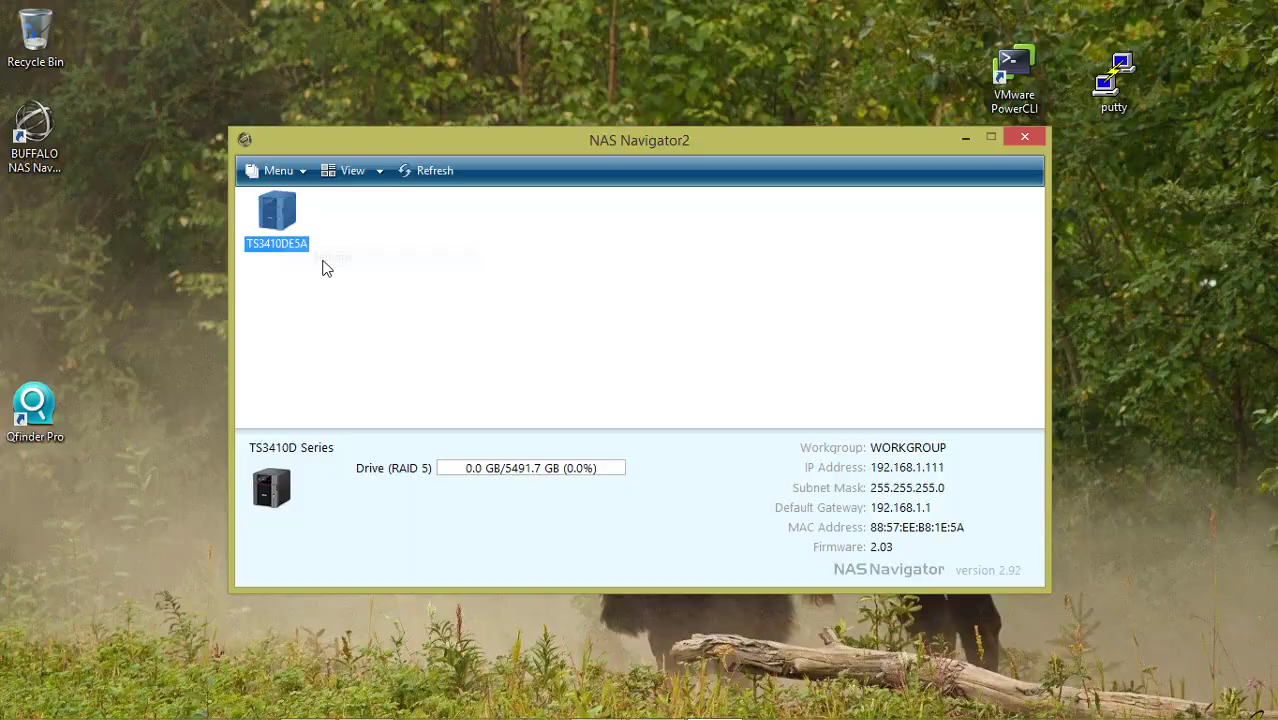 Recycle Bin
BUFFALO
NAS Nav...
Qfinder Pro
VMware
PowerCLI
putty
NAS Navigator2
Menu
View
Refresh
TS3410DE5A
TS3410D Series
Drive (RAID 5)
0.0 GB/5491.7 GB (0.0%)
Workgroup: WORKGROUP
IP Address: 192.168.1.111
Subnet Mask: 255.255.255.0
Default Gateway: 192.168.1.1
MAC Address: 88:57:EE:B8:1E:5A
Firmware: 2.03
NAS Navigator version 2.92